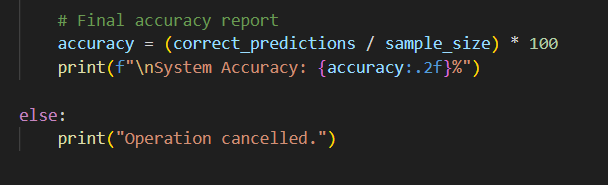 # Final accuracy report
accuracy = (correct_predictions / sample_size) * 100
print(f"\nSystem Accuracy: {accuracy:.2f}%")
else:
print("Operation cancelled.")